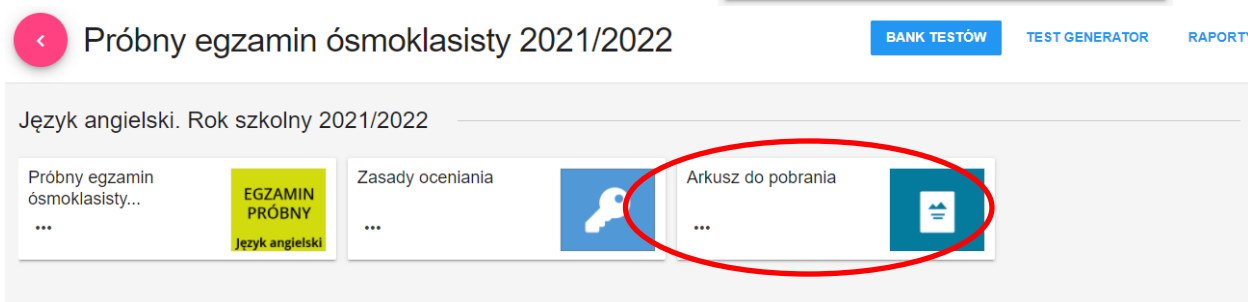 Próbny egzamin ósmoklasisty 2021/2022
BANK TESTÓW
TEST GENERATOR
RAPORTY
Język angielski. Rok szkolny 2021/2022
Próbny egzamin
ósmoklasisty...
...
EGZAMIN
PRÓBNY
Język angielski
Zasady oceniania
...
Arkusz do pobrania
...